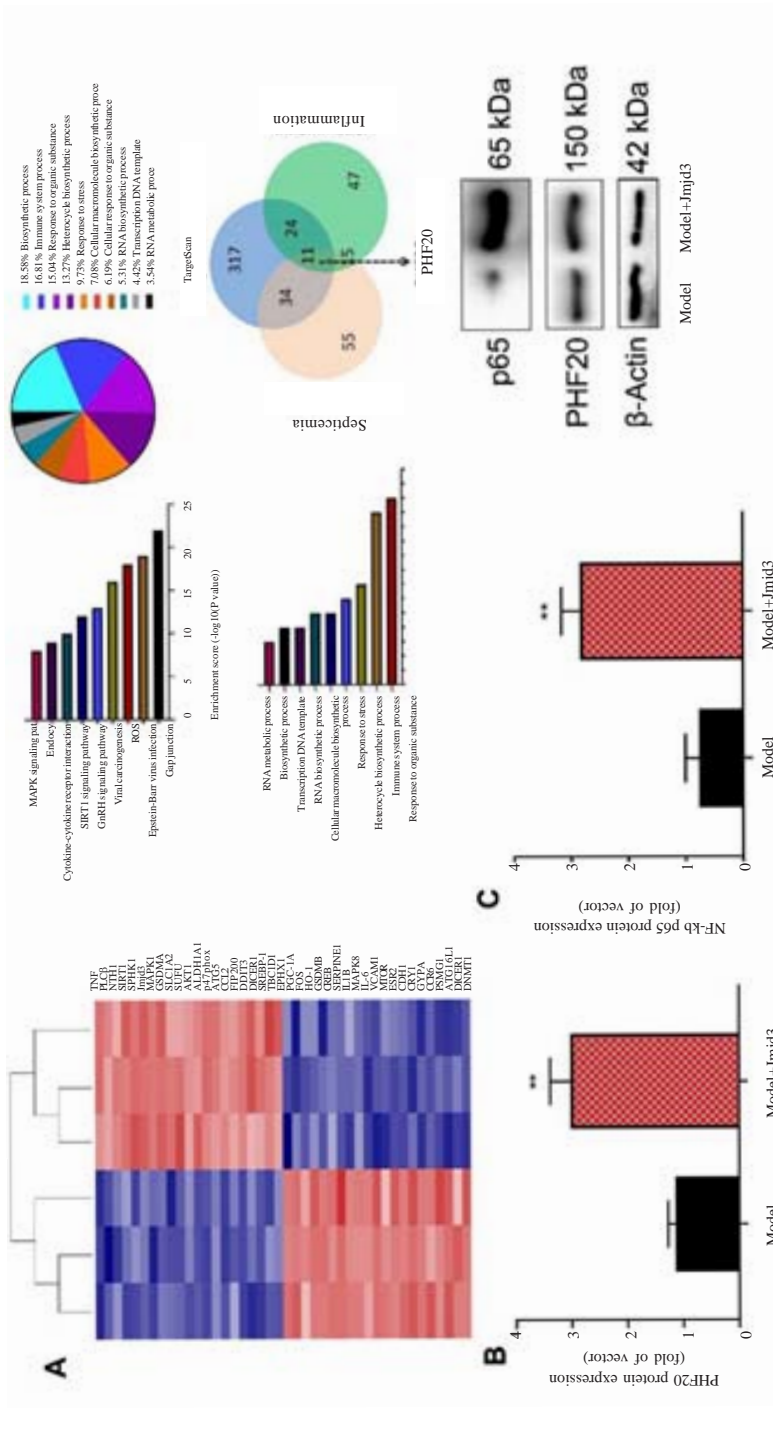 A
TNF
PLCβ
NTH1
SIRT1
SPHK1
Jmjd3
MAPK1
GSDMA
SLC1A2
SUFU
AKT1
ALDH1A1
p47phox
ATG5
CCL2
FIP200
DDIT3
DICER1
SREBP-1
TBC1D1
EPHX1
PGC-1A
FOS
HO-1
GSDMB
CREB
SERPINE1
IL1B
MAPK8
IL-6
VCAM1
MTOR
ESR2
CDH1
CRY1
GYPA
CCR6
PSMG1
ATG16L1
DICER1
DNMT1
MAPK signaling pat
Endocy
Cytokine-cytokine receptor interaction
SIRT1 signaling pathway
GnRH signaling pathway
Viral carcinogenesis
ROS
Epstein-Barr virus infection
Gap junction
0 5 10 15 20 25
Enrichment score (-log10(P value))
18.58% Biosynthetic process
16.81% Immune system process
15.04% Response to organic substance
13.27% Heterocycle biosynthetic process
9.73% Response to stress
7.08% Cellular macromolecule biosynthetic proce
6.19% Cellular response to organic substance
5.31% RNA biosynthetic process
4.42% Transcription DNA template
3.54% RNA metabolic proce
RNA metabolic process
Biosynthetic process
Transcription DNA template
RNA biosynthetic process
Cellular macromolecule biosynthetic
process
Response to stress
Heterocycle biosynthetic process
Immune system process
Response to organic substance
TargetScan
317
34
24
11
55
15
47
Septicemia
Inflammation
PHF20
B
PHF20 protein expression
(fold of vector)
4
3
2
1
0
**
Model
Model+Jmjd3
C
NF-kb p65 protein expression
(fold of vector)
4
3
2
1
0
**
Model
Model+Jmjd3
p65 65 kDa
PHF20 150 kDa
β-Actin 42 kDa
Model Model+Jmjd3